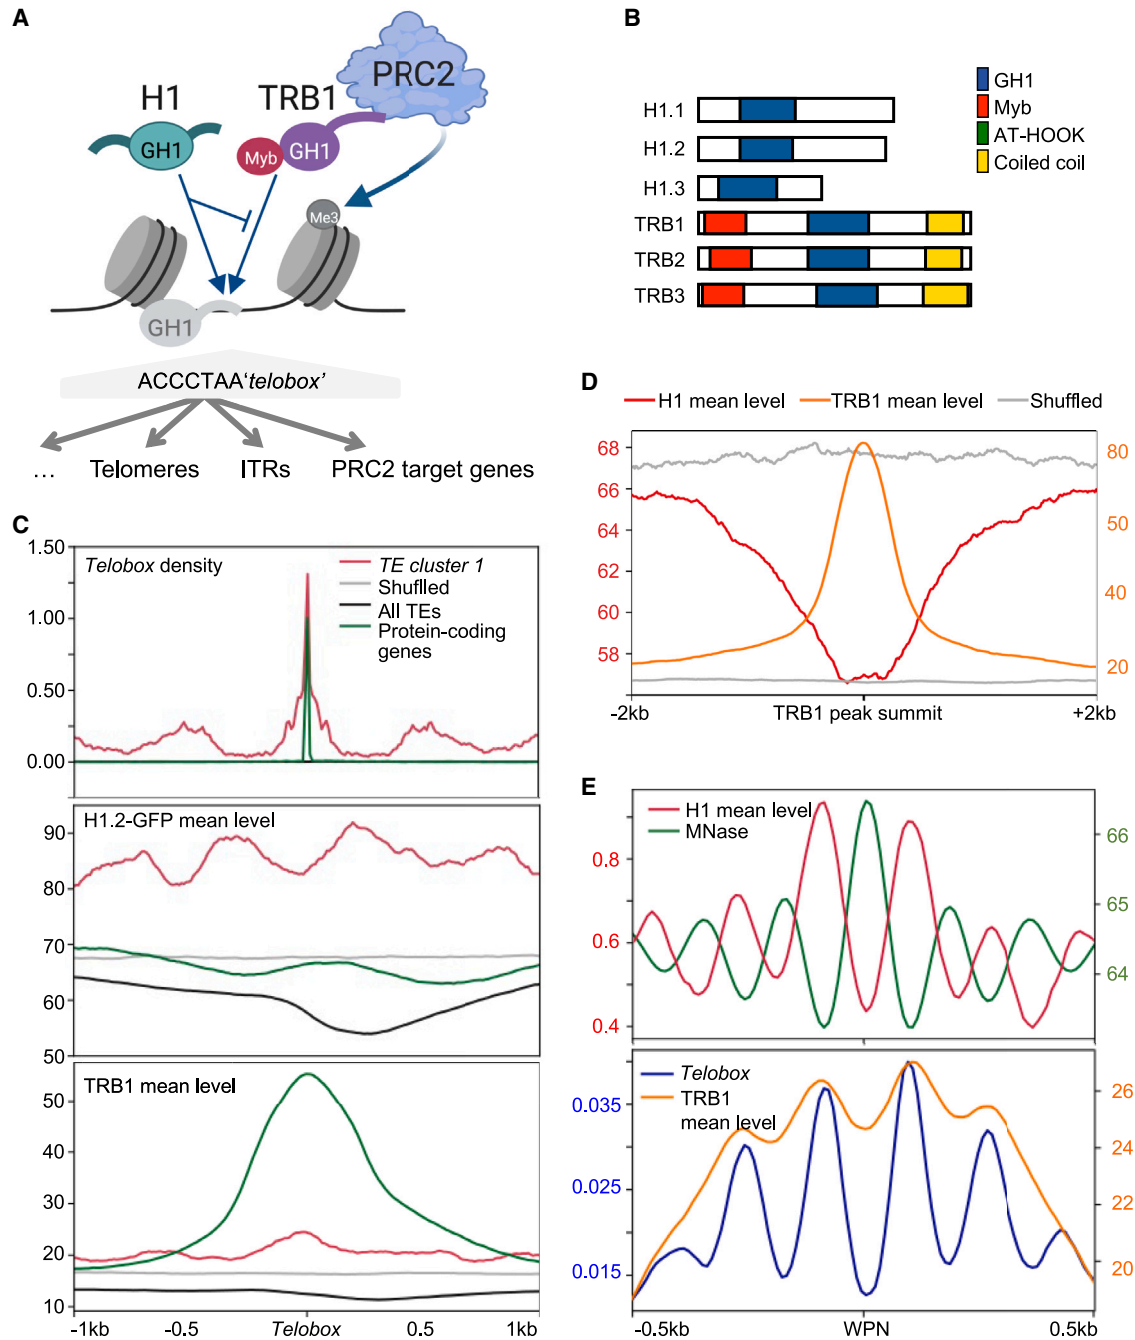 A
PRC2
H1
TRB1
GH1
Myb
GH1
Me3
GH1
ACCCTAA‘telobox’
...
Telomeres
ITRs
PRC2 target genes
B
GH1
Myb
AT-HOOK
Coiled coil
H1.1
H1.2
H1.3
TRB1
TRB2
TRB3
C
Telobox density
TE cluster 1
Shuflled
All TEs
Protein-coding
genes
1.50
1.00
0.50
0.00
H1.2-GFP mean level
90
80
70
60
50
TRB1 mean level
50
40
30
20
10
-1kb
-0.5
Telobox
0.5
1kb
D
H1 mean level
TRB1 mean level
Shuffled
68
66
64
62
60
58
80
50
40
20
-2kb
TRB1 peak summit
+2kb
E
H1 mean level
MNase
0.8
0.6
0.4
66
65
64
Telobox
TRB1
mean level
0.035
0.025
0.015
26
24
22
20
-0.5kb
WPN
0.5kb